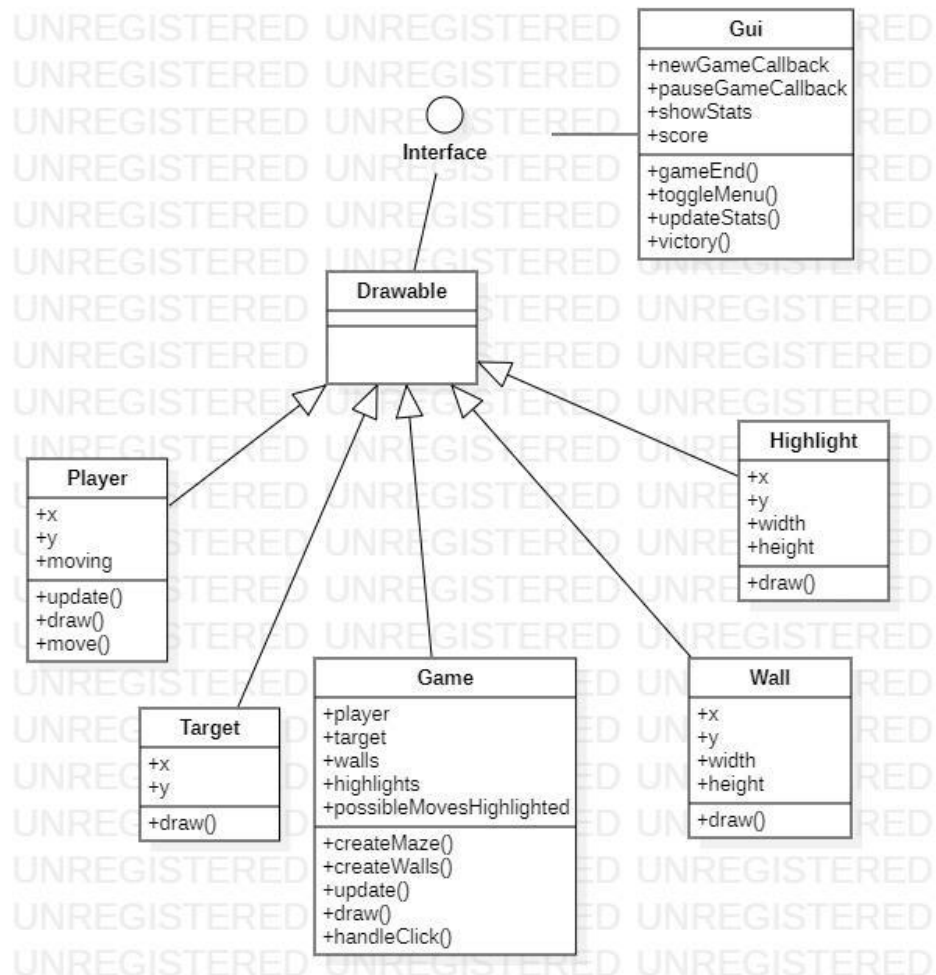 UNREGISTERED UNREGISTERED UNREGISTERED
Gui
+newGameCallback
+pauseGameCallback
+showStats
+score
+gameEnd()
+toggleMenu()
+updateStats()
+victory()
Interface
Drawable
Highlight
+x
+y
+width
+height
+draw()
Player
+x
+y
+moving
+update()
+draw()
+move()
Game
+player
+target
+walls
+highlights
+possibleMovesHighlighted
+createMaze()
+createWalls()
+update()
+draw()
+handleClick()
Wall
+x
+y
+width
+height
+draw()
Target
+x
+y
+draw()